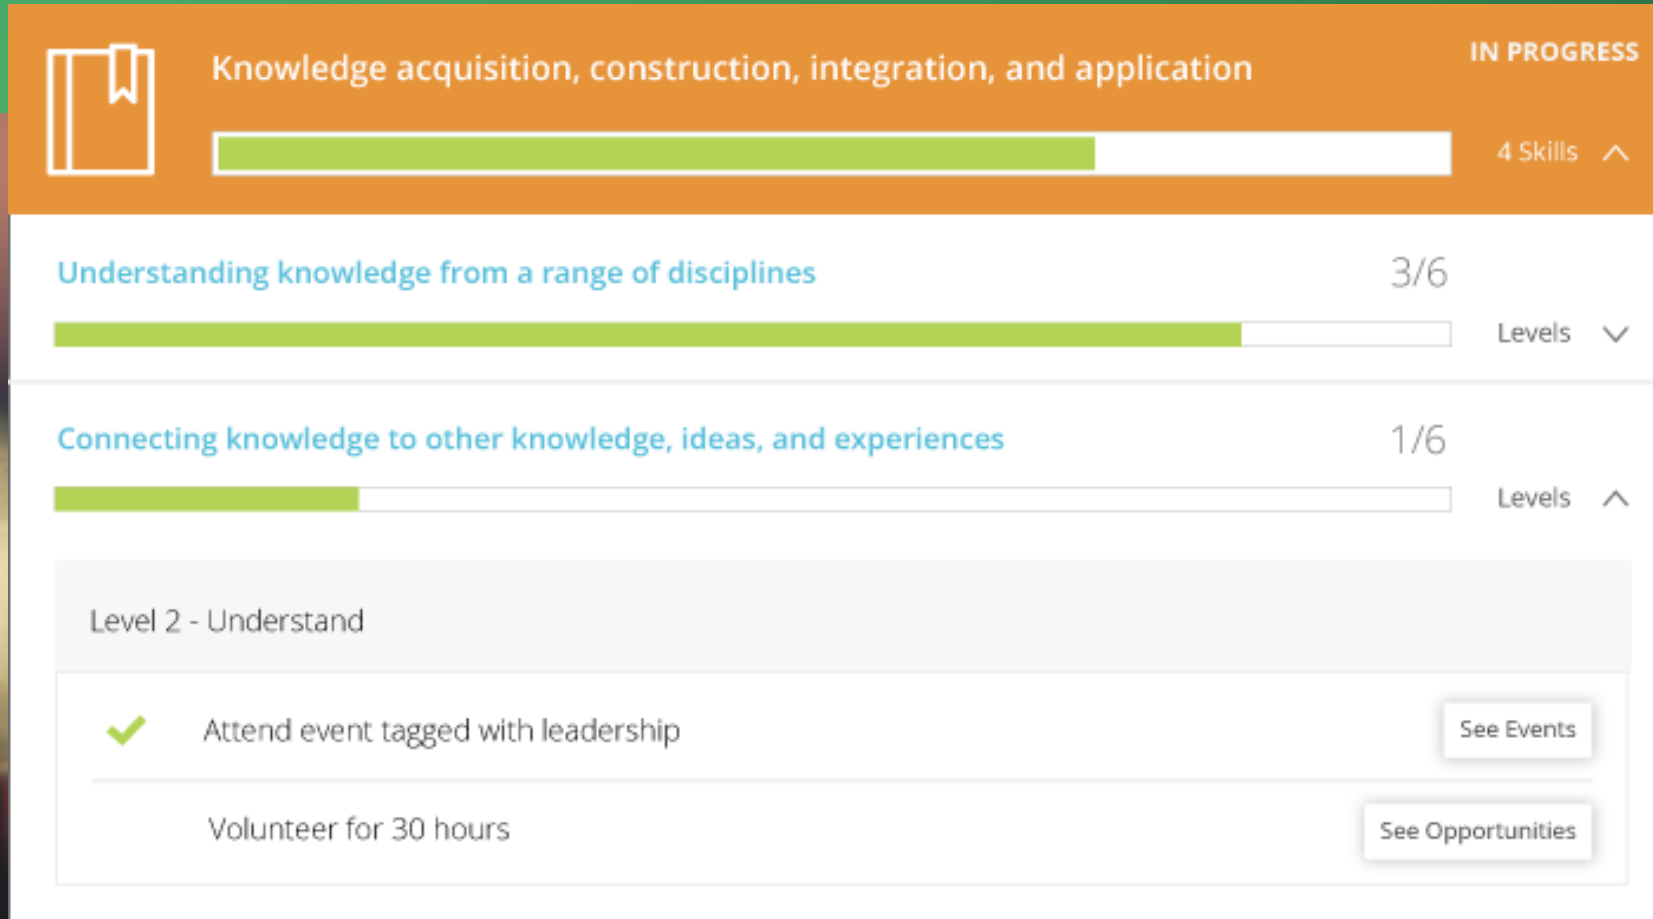 Knowledge acquisition, construction, integration, and application
IN PROGRESS
4 Skills
Understanding knowledge from a range of disciplines
3/6
Levels
Connecting knowledge to other knowledge, ideas, and experiences
1/6
Levels
Level 2 - Understand
Attend event tagged with leadership
See Events
Volunteer for 30 hours
See Opportunities